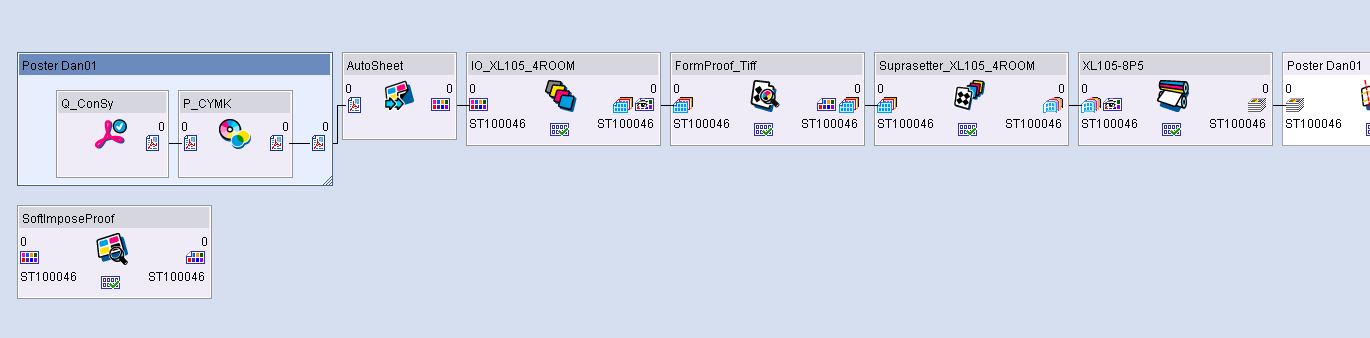 Poster Dan01
Q_ConSy
0
P_CYMK
0 0 0
AutoSheet
0 0
IO_XL105_4ROOM
0 0
ST100046 ST100046
FormProof_Tiff
0 0
ST100046 ST100046
Suprasetter_XL105_4ROOM
0 0
ST100046 ST100046
XL105-8P5
0 0
ST100046 ST100046
Poster Dan01
0
ST100046
SoftImposeProof
0 0
ST100046 ST100046